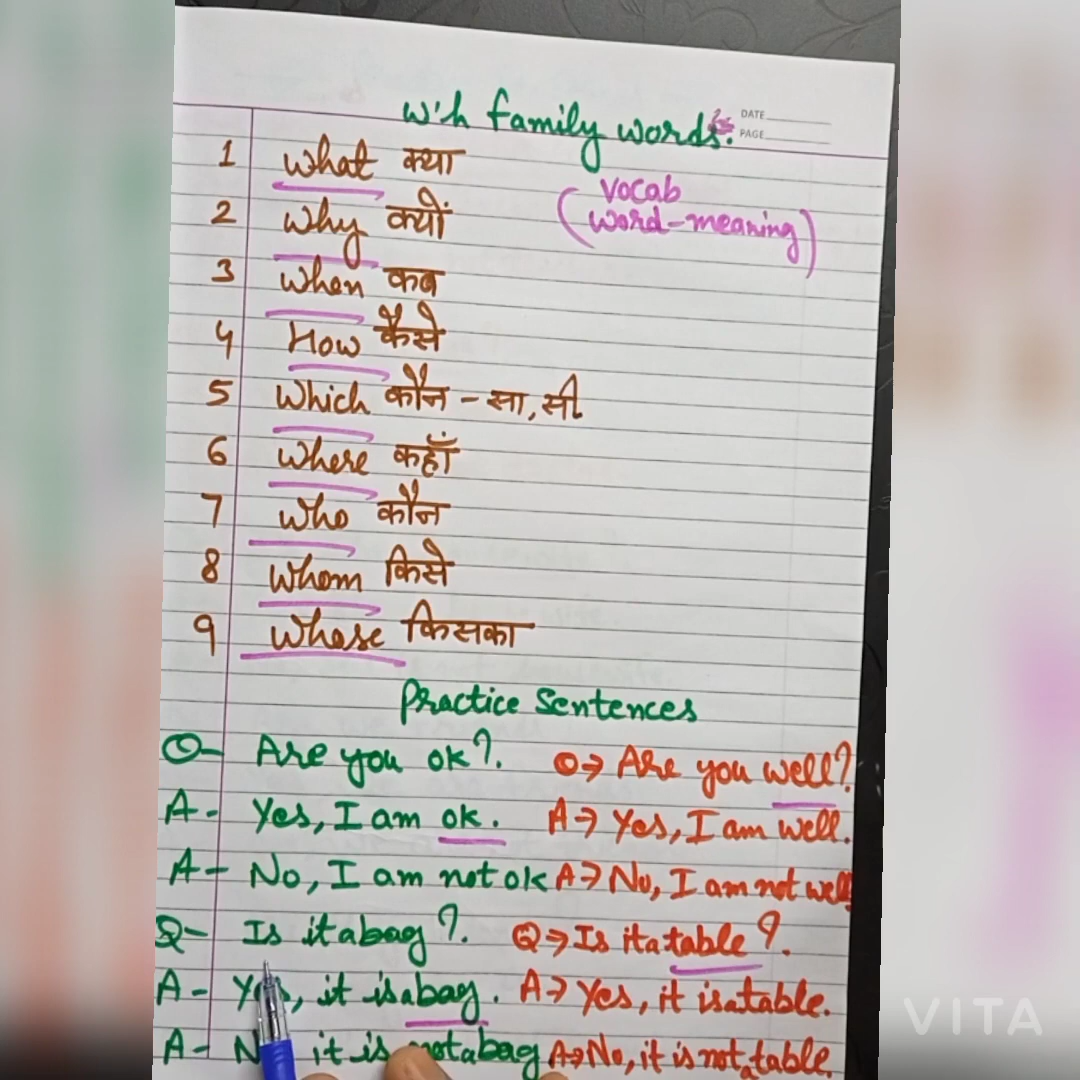 W'h family words.
DATE
PAGE
1 What क्या
vocab
(word-meaning)
2 Why क्यों
3 When कब
4 How कैसे
5 Which कौन - सा, सी
6 Where कहाँ
7 Who कौन
8 Whom किसे
9 Whose किसका
Practice Sentences
Q- Are you ok? Q→ Are you well?
A- Yes, I am ok. A→ Yes, I am well.
A- No, I am not ok A→ No, I am not well
Q- Is it a bag? Q→ Is it a table?
A- Yes, it is a bag. A→ Yes, it is a table.
A- it is not a bag A→ No, it is not a table.
VITA